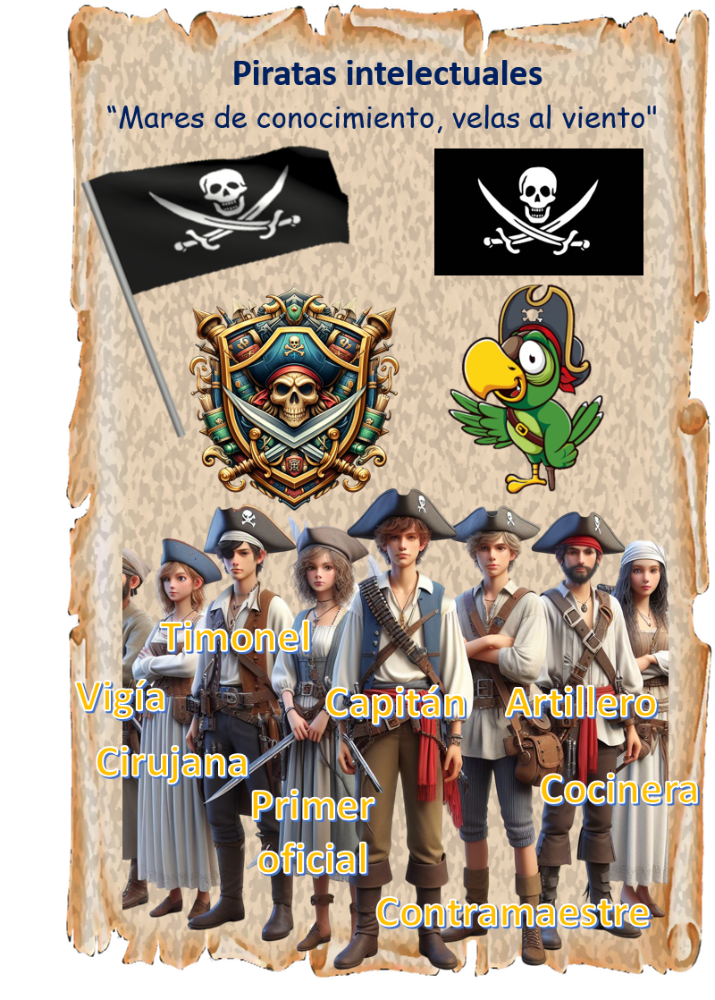 Piratas intelectuales
“Mares de conocimiento, velas al viento"
Timonel
Vigía
Capitán
Artillero
Cirujana
Cocinera
Primer
oficial
Contramaestre